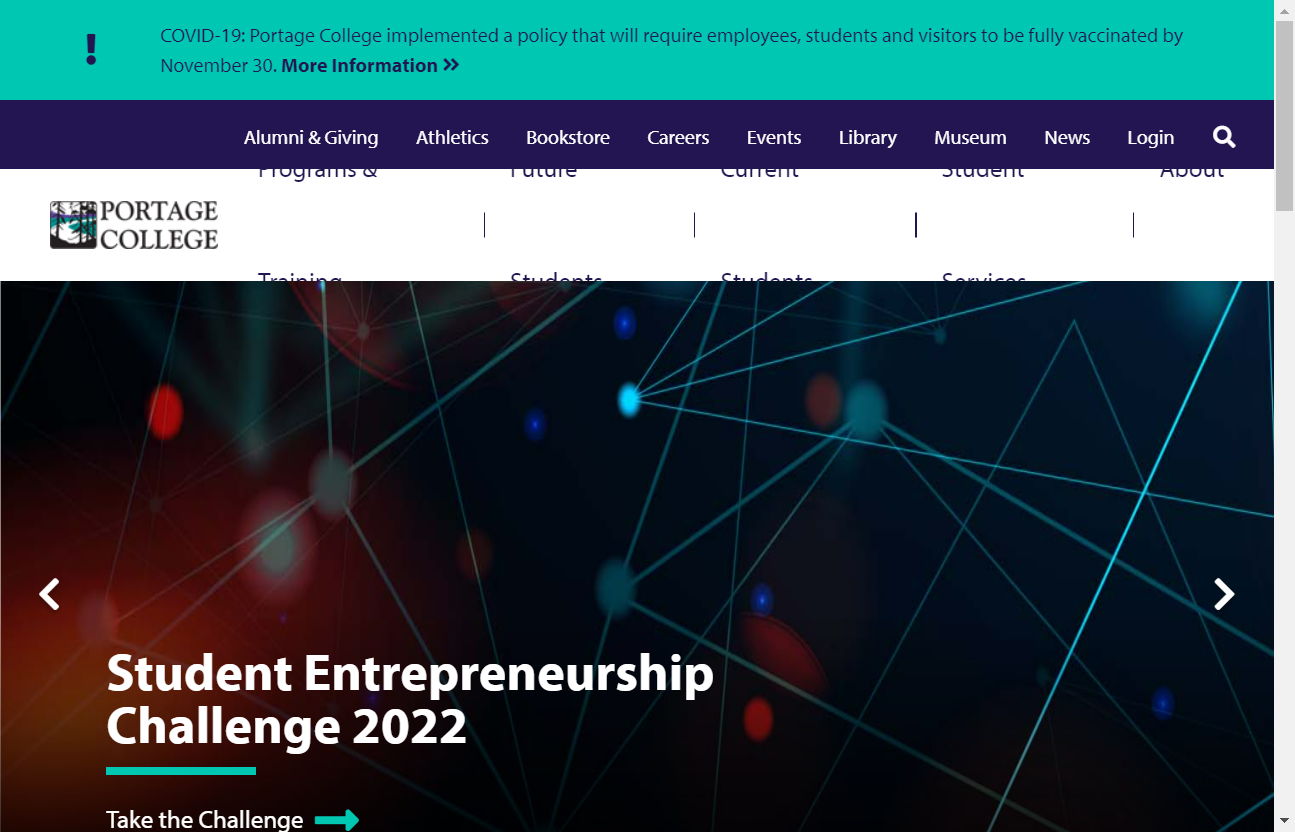 COVID-19: Portage College implemented a policy that will require employees, students and visitors to be fully vaccinated by
November 30. More Information
Alumni & Giving Athletics Bookstore Careers Events Library Museum News Login
Programs & Future Current Student About
PORTAGE
COLLEGE
Training Students Students Services
Student Entrepreneurship
Challenge 2022
Take the Challenge